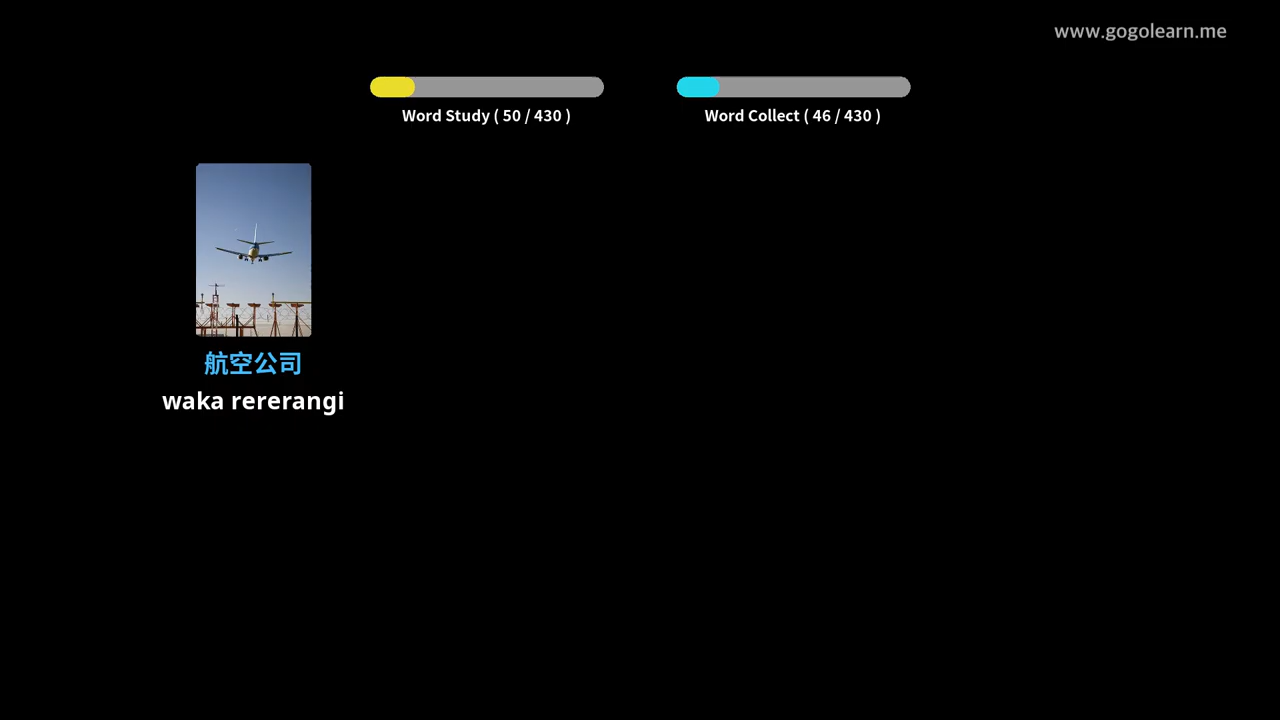 www.gogolearn.me
Word Study ( 50 / 430 )
Word Collect ( 46 / 430 )
航空公司
waka rererangi